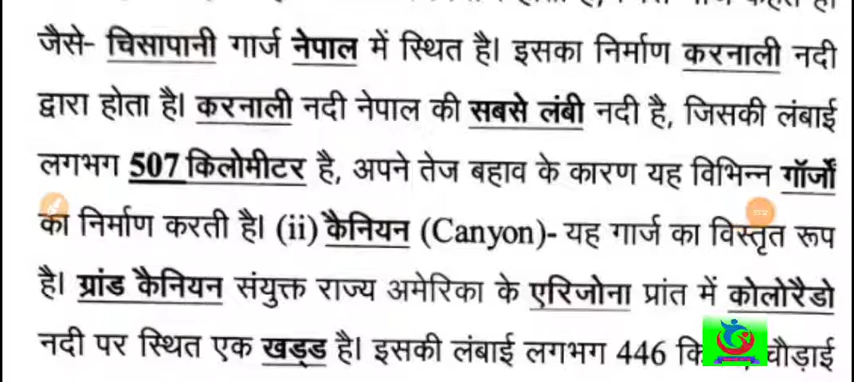 जैसे- चिसापानी गार्ज नेपाल में स्थित है। इसका निर्माण करनाली नदी
द्वारा होता है। करनाली नदी नेपाल की सबसे लंबी नदी है, जिसकी लंबाई
लगभग 507 किलोमीटर है, अपने तेज बहाव के कारण यह विभिन्न गॉर्जों
का निर्माण करती है। (ii) कैनियन (Canyon)- यह गार्ज का विस्तृत रूप
है। ग्रांड कैनियन संयुक्त राज्य अमेरिका के एरिजोना प्रांत में कोलोरैडो
नदी पर स्थित एक खड्ड है। इसकी लंबाई लगभग 446 कि चौड़ाई